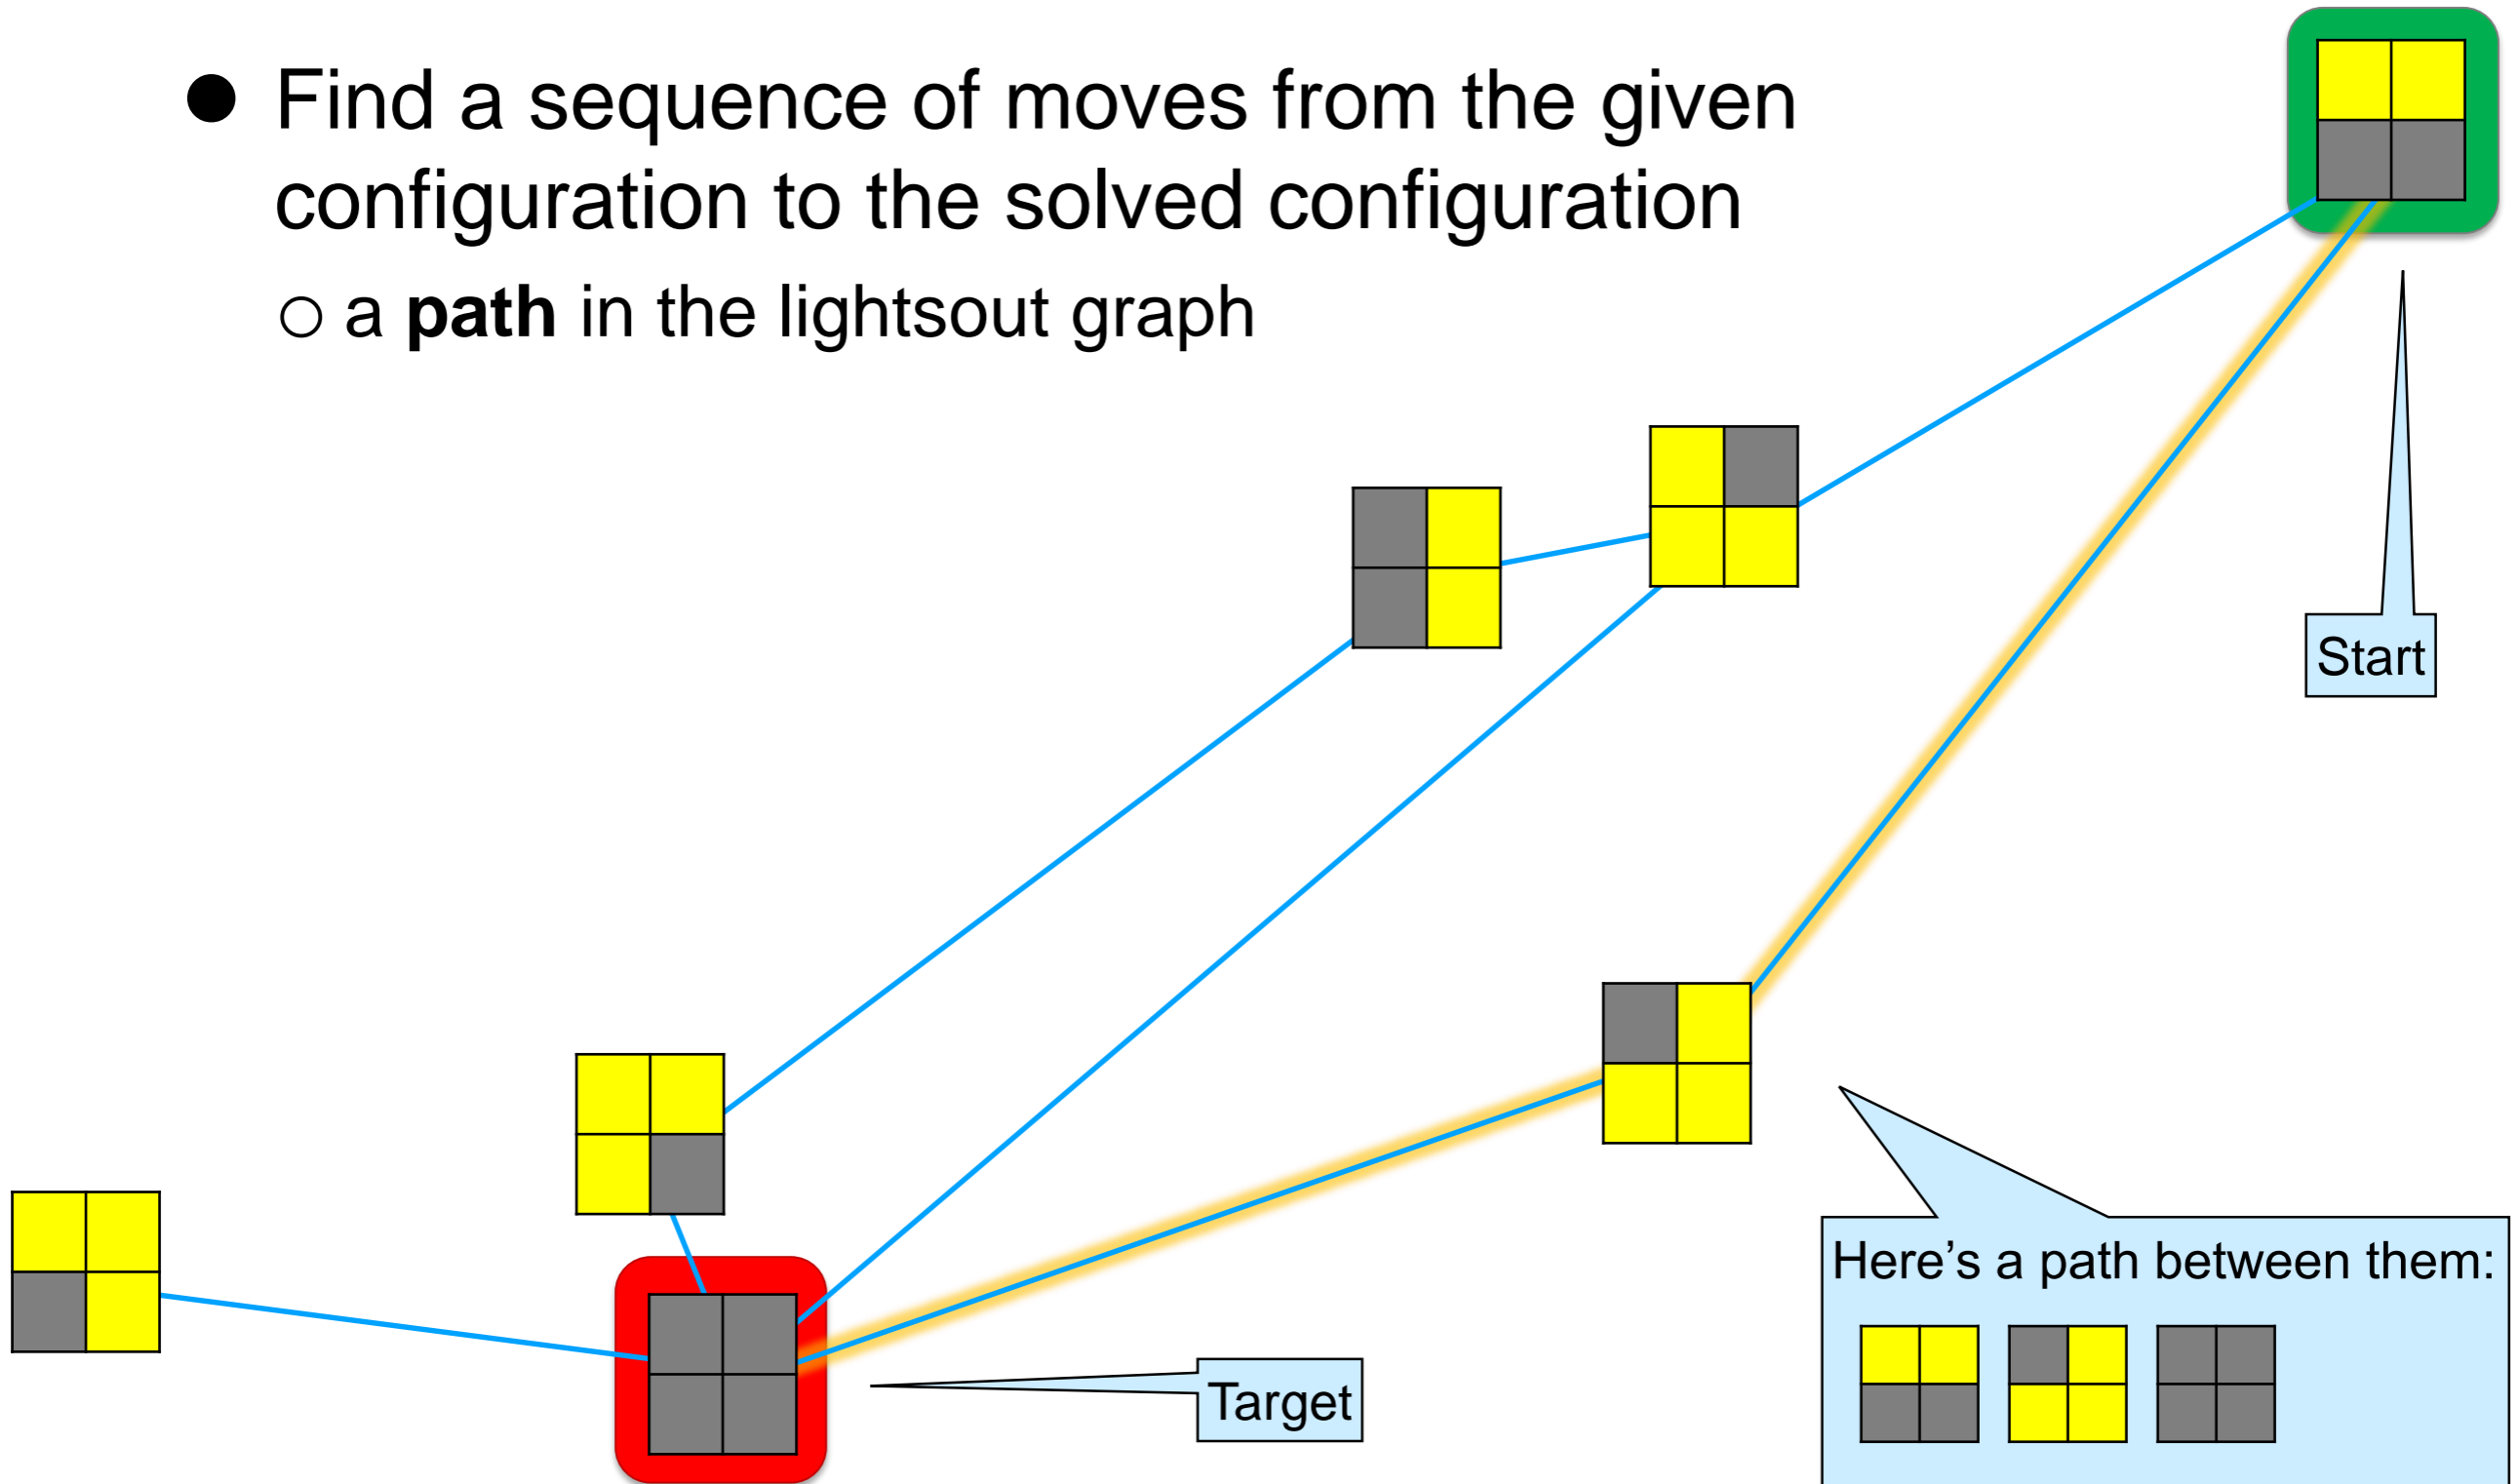 ● Find a sequence of moves from the given
configuration to the solved configuration
○ a path in the lightsout graph
Start
Here’s a path between them:
Target